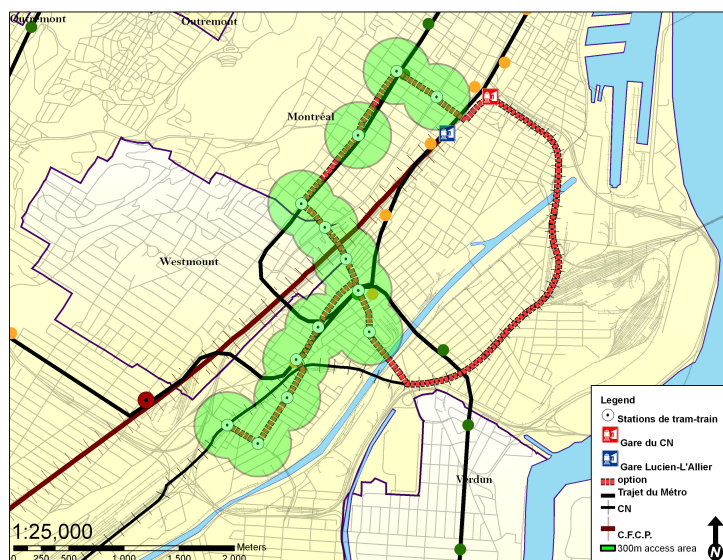 Outremont
Outremont
Montréal
Westmount
Verdun
Legend
Stations de tram-train
Gare du CN
Gare Lucien-L'Allier
option
Trajet du Métro
CN
C.F.C.P.
300m access area
1:25,000
Meters
0 250 500 1 000 1 500 2 000